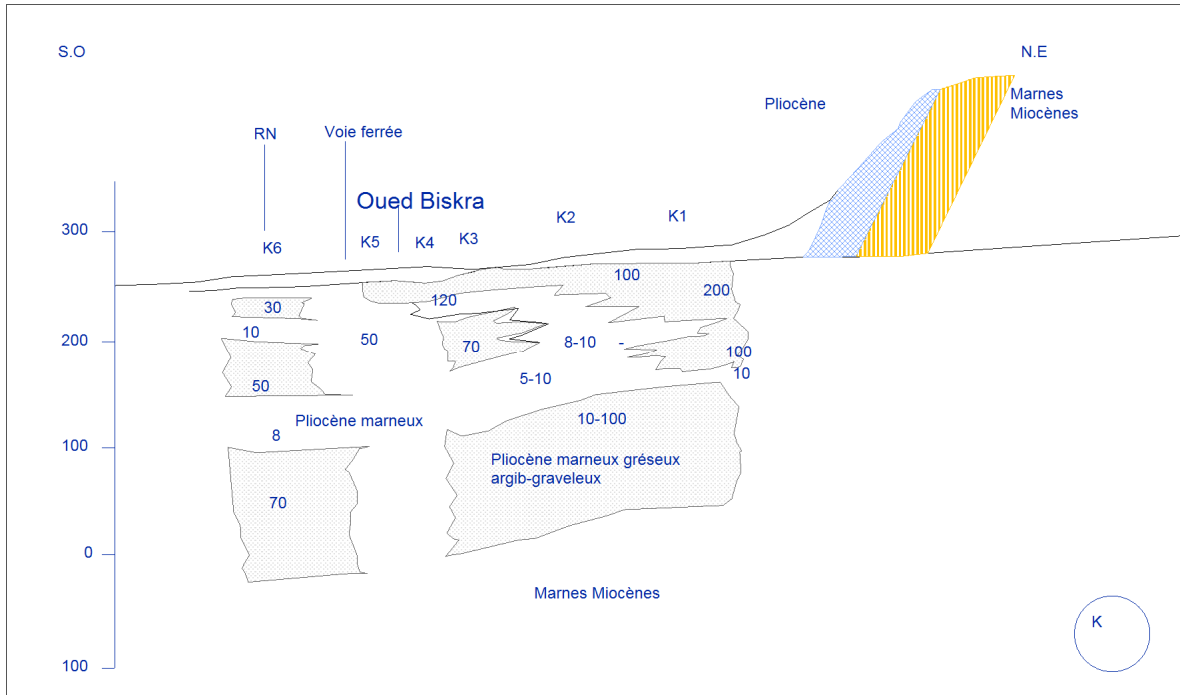 S.O
N.E
Pliocène
Marnes
Miocènes
RN
Voie ferrée
Oued Biskra
K6
K5
K4
K3
K2
K1
300
200
100
0
100
30
10
50
8
70
50
120
70
100
200
8-10
-
100
10
5-10
10-100
Pliocène marneux
Pliocène marneux gréseux
argib-graveleux
Marnes Miocènes
K